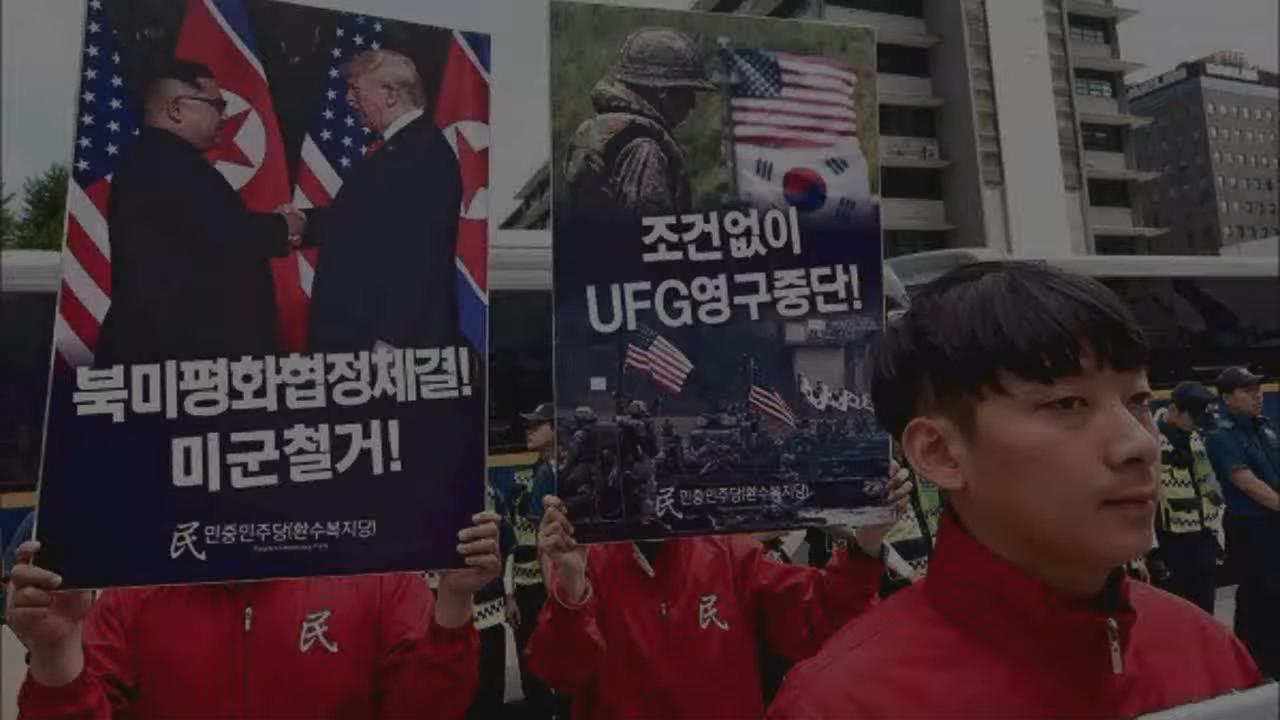 북미평화협정체결!
미군철거!
民 민중민주당(환수복지당)
조건없이
UFG영구중단!
民 민중민주당(환수복지당)
民
民